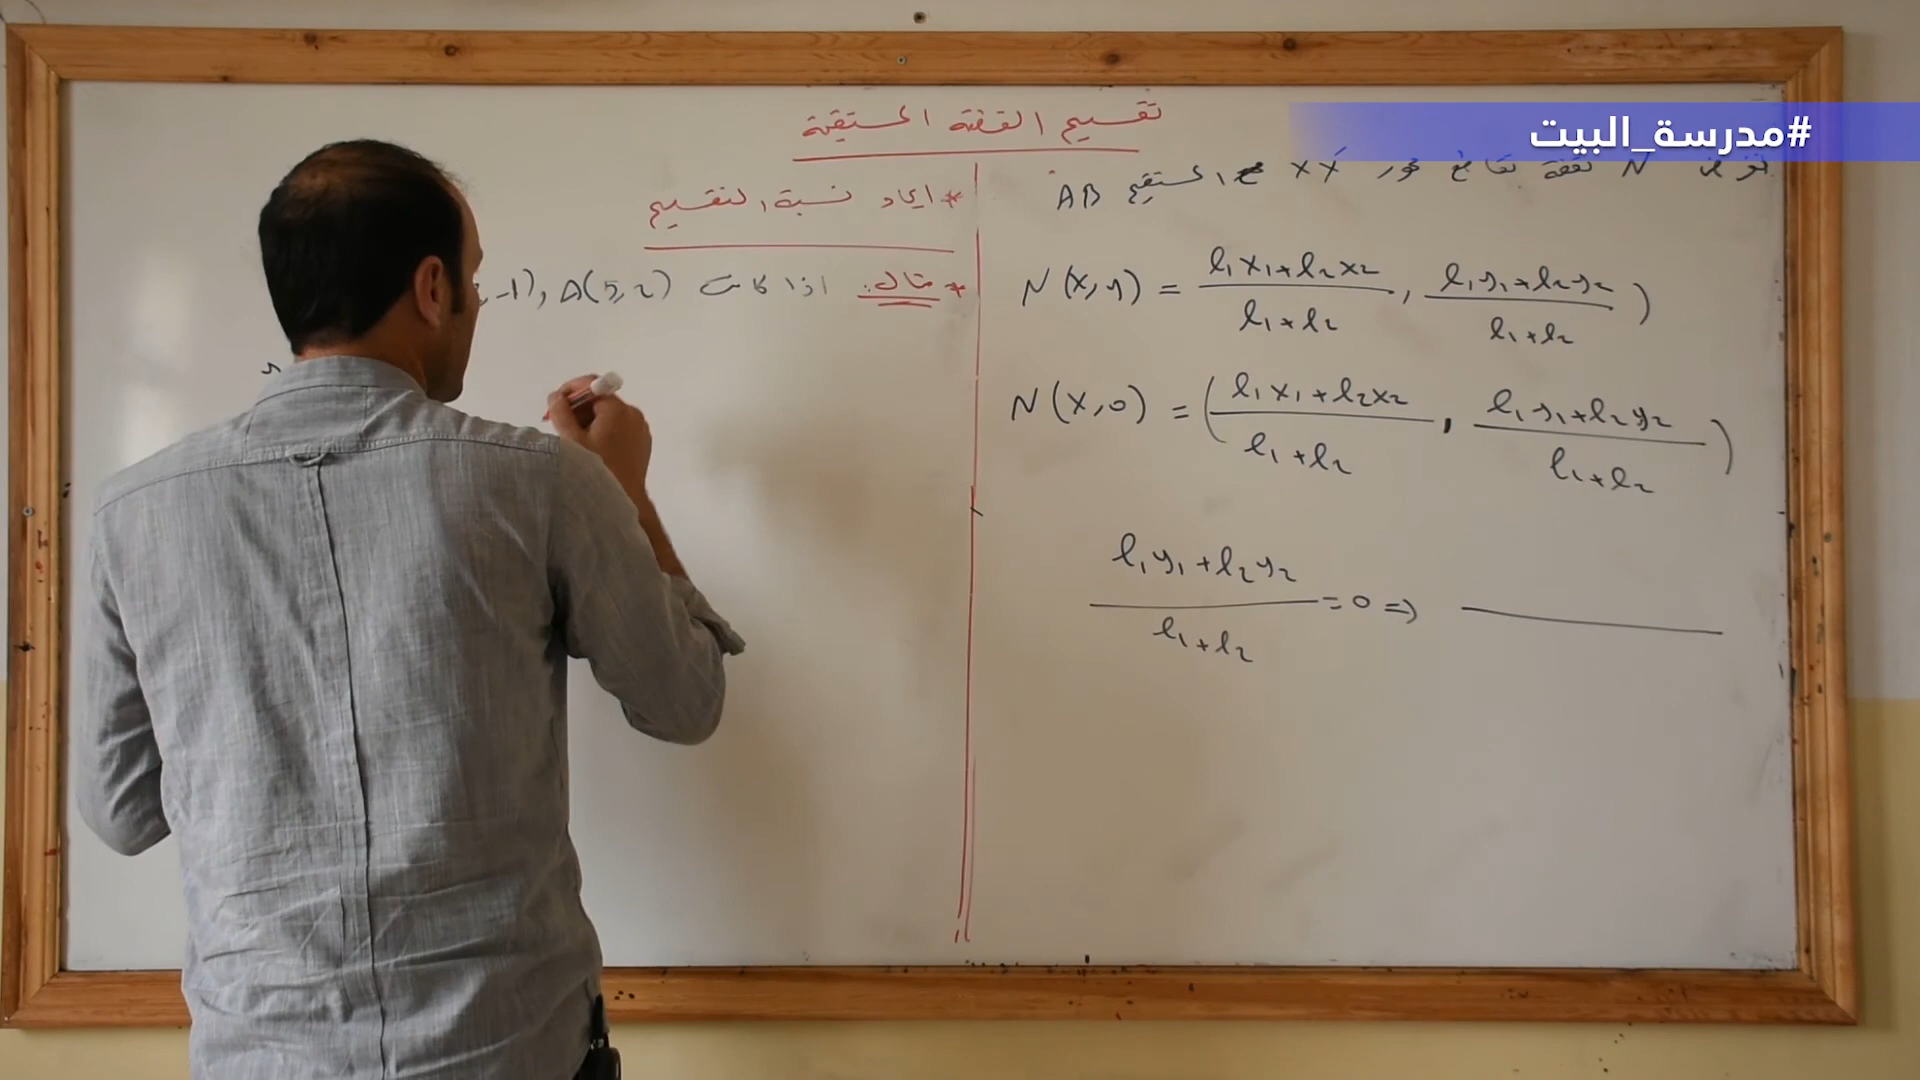 #مدرسة_البيت
تقسيم القطعة المستقيمة
نفرض N نقطة تقاطع محور XX́ مع المستقيم AB
N(x,y) = l₁x₁+l₂x₂ / l₁+l₂ , l₁y₁+l₂y₂ / l₁+l₂ )
N(x,0) = ( l₁x₁+l₂x₂ / l₁+l₂ , l₁y₁+l₂y₂ / l₁+l₂ )
l₁y₁+l₂y₂ / l₁+l₂ = 0 ⇒
* ايجاد نسبة التقسيم
* مثال: اذا كانت A(5,2) , -1)